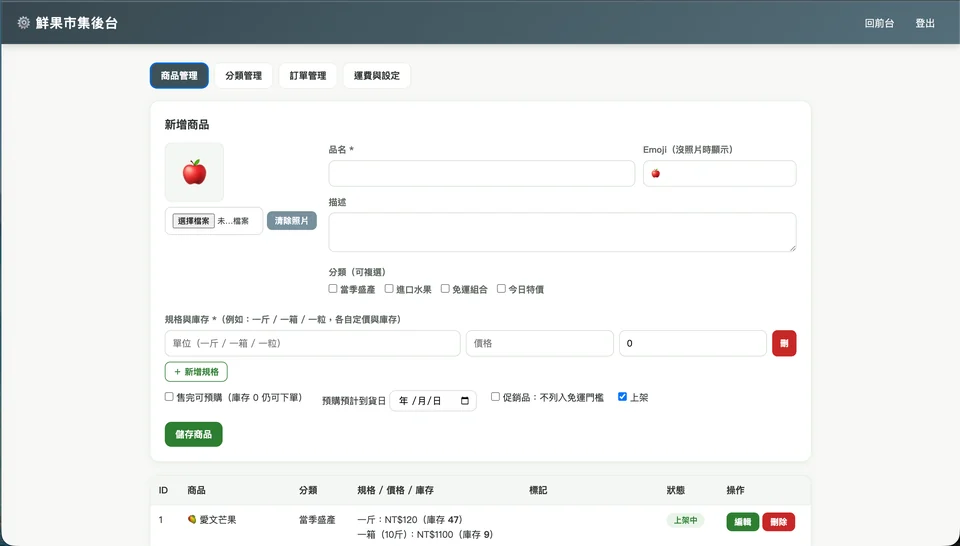 鮮果市集後台
回前台 登出
商品管理 分類管理 訂單管理 運費與設定
新增商品
品名 * Emoji（沒照片時顯示）
選擇檔案 未...檔案 清除照片
描述
分類（可複選）
當季盛產 進口水果 免運組合 今日特價
規格與庫存 *（例如：一斤 / 一箱 / 一粒，各自定價與庫存）
單位（一斤 / 一箱 / 一粒） 價格 0 刪
＋ 新增規格
售完可預購（庫存 0 仍可下單） 預購預計到貨日 年 /月/日 促銷品：不列入免運門檻 上架
儲存商品
ID 商品 分類 規格 / 價格 / 庫存 標記 狀態 操作
1 愛文芒果 當季盛產 一斤：NT$120（庫存 47） 上架中 編輯 刪除
一箱（10斤）：NT$1100（庫存 9）